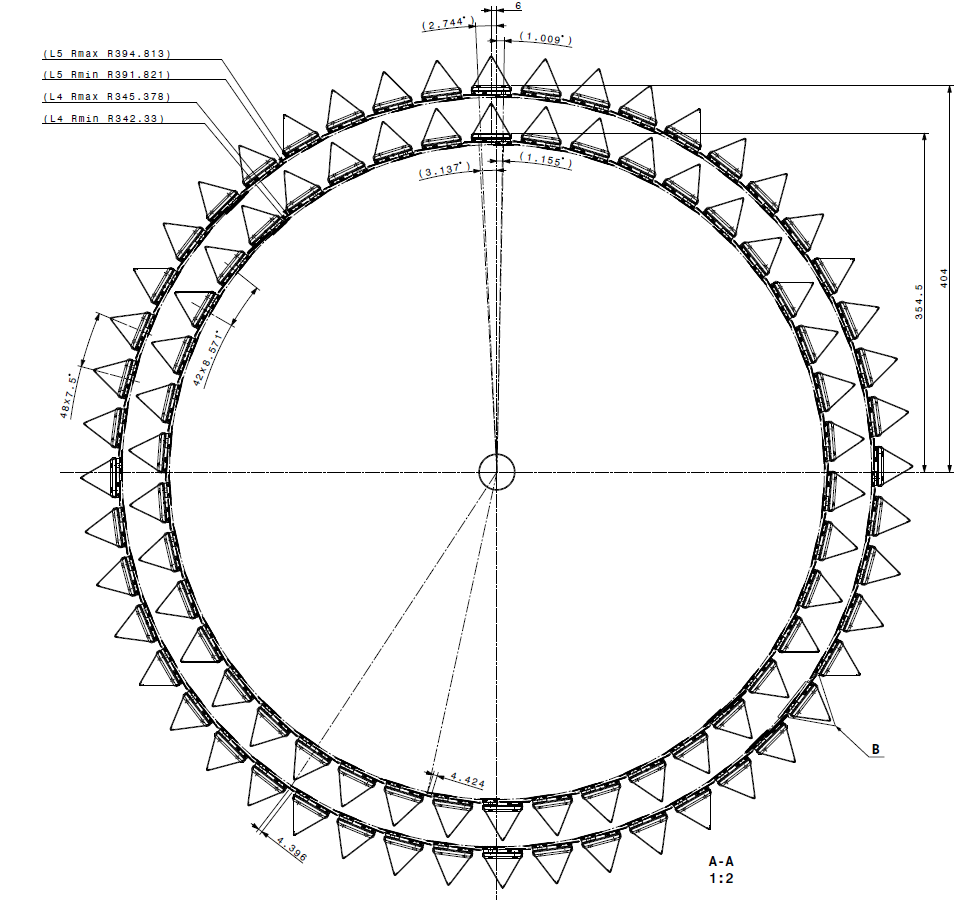 6
(2.744°)
(1.009°)
(L5 Rmax R394.813)
(L5 Rmin R391.821)
(L4 Rmax R345.378)
(L4 Rmin R342.33)
(3.137°)
(1.155°)
404
354.5
42x8.571°
48x7.5°
B
4.424
4.396
A-A
1:2